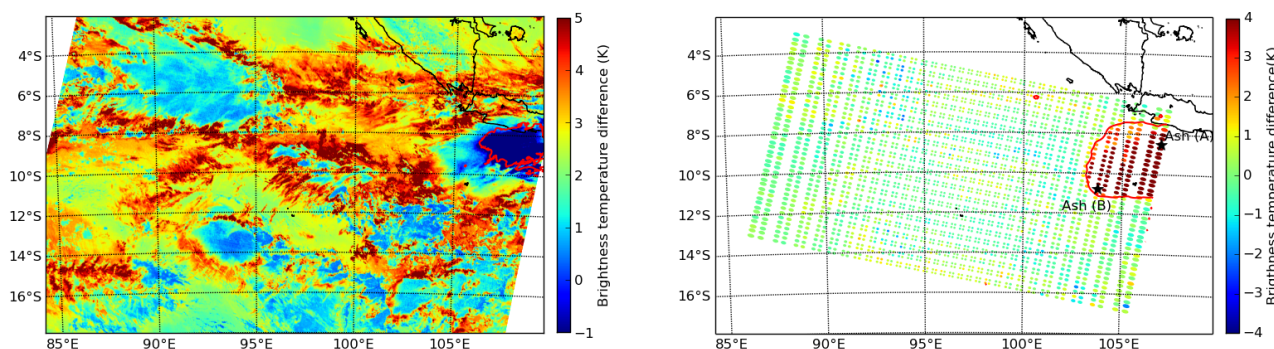 4°S
6°S
8°S
10°S
12°S
14°S
16°S
85°E
90°E
95°E
100°E
105°E
5
4
3
2
1
0
−1
Brightness temperature difference (K)
4°S
6°S
8°S
10°S
12°S
14°S
16°S
85°E
90°E
95°E
100°E
105°E
Ash (A)
Ash (B)
4
3
2
1
0
−1
−2
−3
−4
Brigthness temperature difference(K)